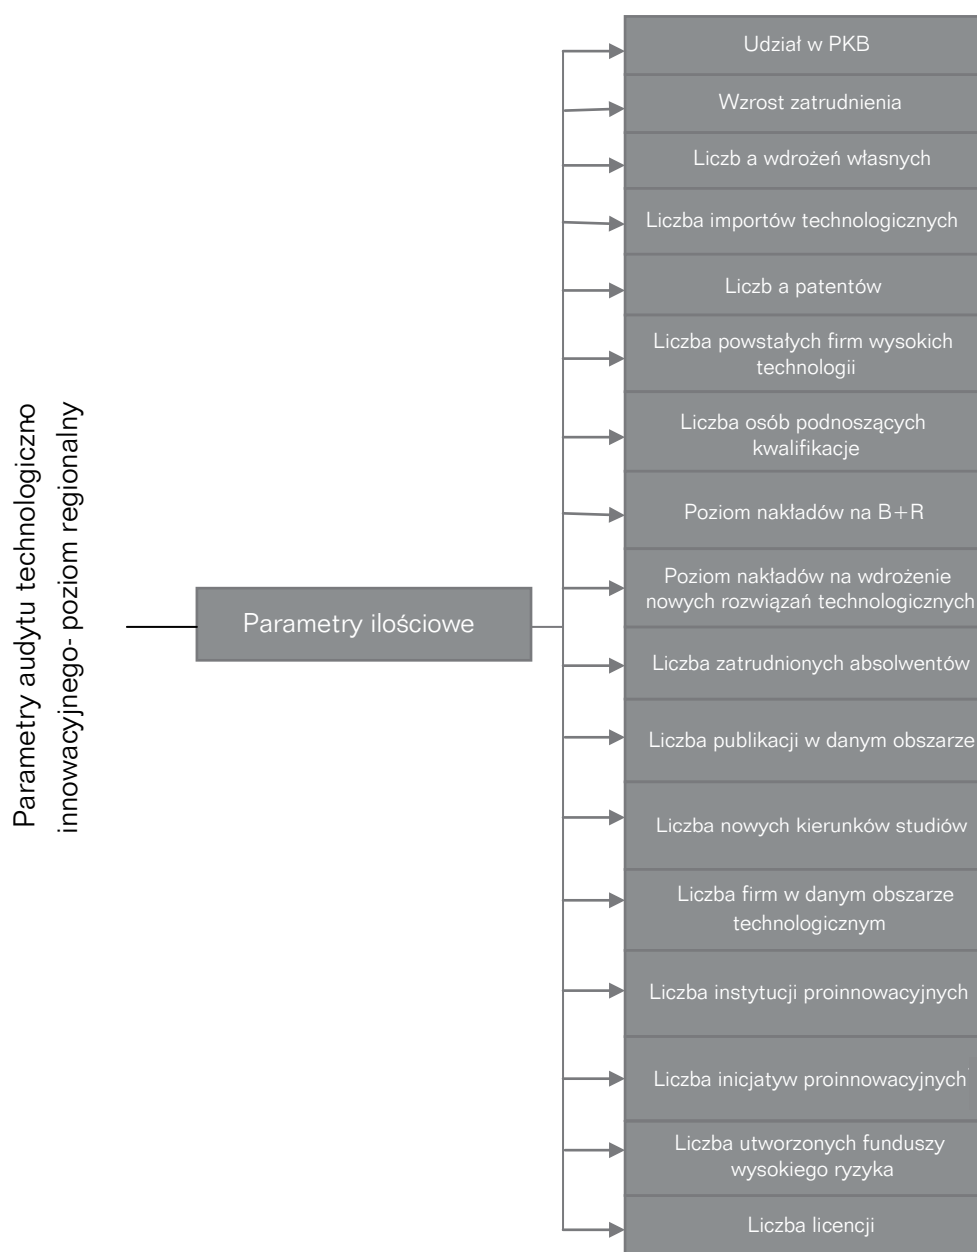 Parametry audytu technologiczno
innowacyjnego- poziom regionalny
Parametry ilościowe
Udział w PKB
Wzrost zatrudnienia
Liczb a wdrożeń własnych
Liczba importów technologicznych
Liczb a patentów
Liczba powstałych firm wysokich
technologii
Liczba osób podnoszących
kwalifikacje
Poziom nakładów na B+R
Poziom nakładów na wdrożenie
nowych rozwiązań technologicznych
Liczba zatrudnionych absolwentów
Liczba publikacji w danym obszarze
Liczba nowych kierunków studiów
Liczba firm w danym obszarze
technologicznym
Liczba instytucji proinnowacyjnych
Liczba inicjatyw proinnowacyjnych
Liczba utworzonych funduszy
wysokiego ryzyka
Liczba licencji